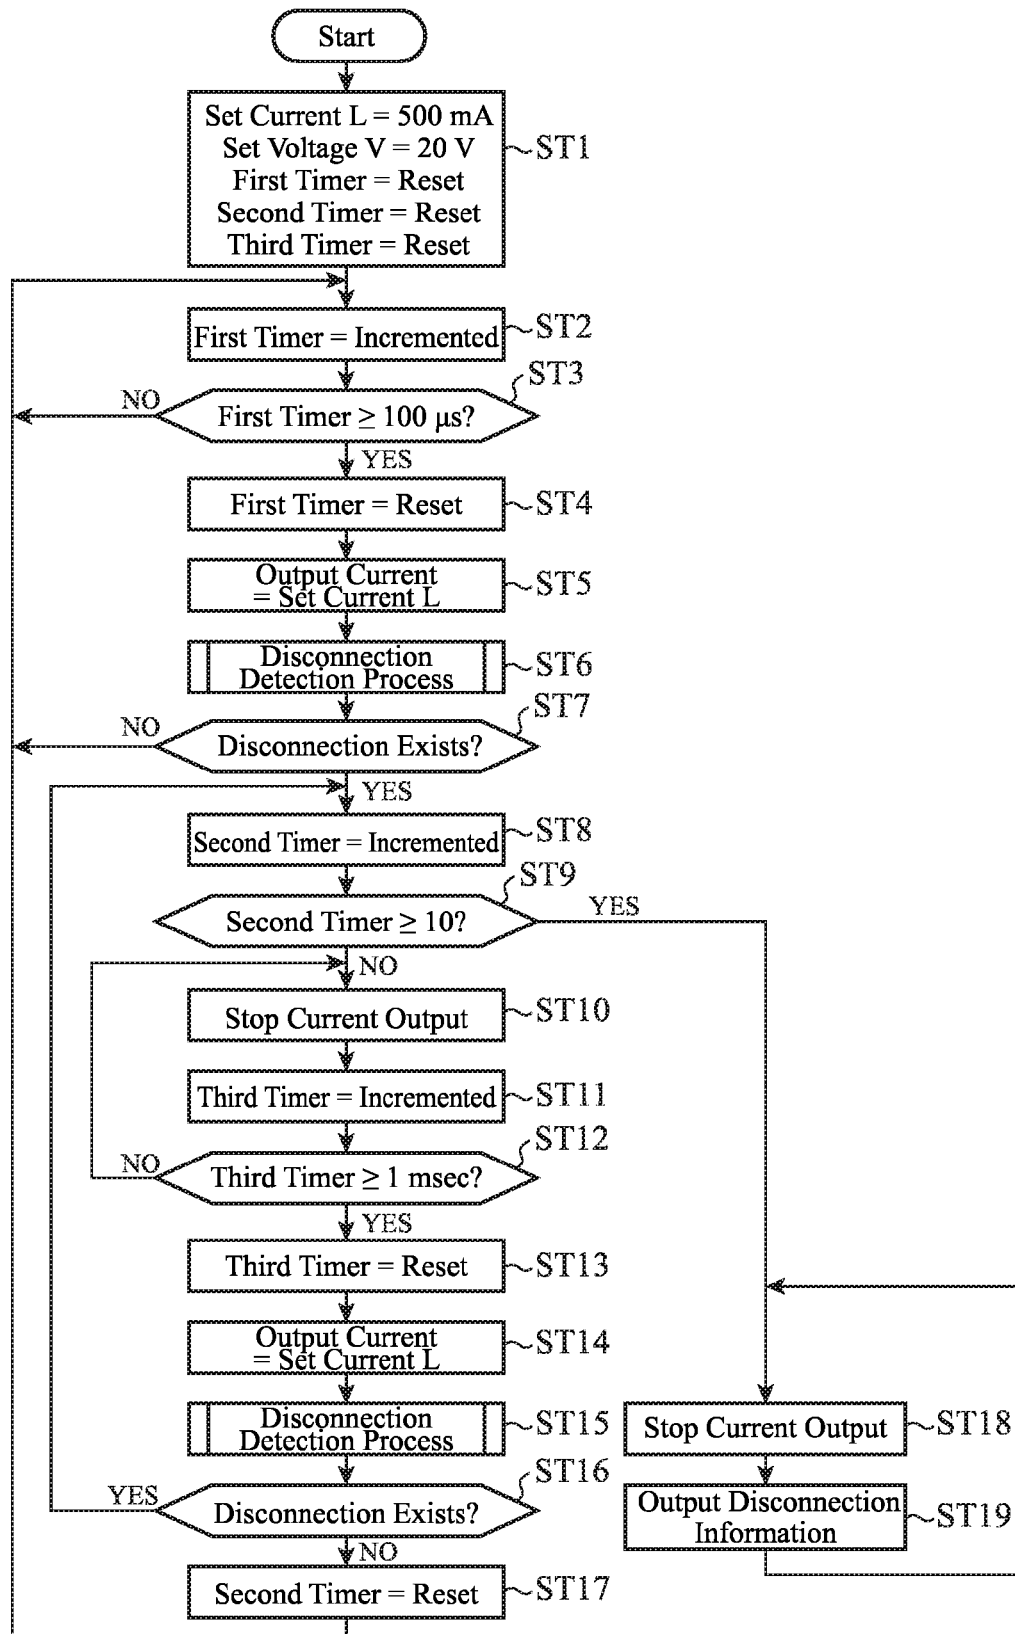 Start
Set Current L = 500 mA
Set Voltage V = 20 V
First Timer = Reset
Second Timer = Reset
Third Timer = Reset
ST1
First Timer = Incremented
ST2
ST3
NO
First Timer ≥ 100 μs?
YES
First Timer = Reset
ST4
Output Current
= Set Current L
ST5
Disconnection
Detection Process
ST6
ST7
NO
Disconnection Exists?
YES
Second Timer = Incremented
ST8
ST9
Second Timer ≥ 10?
YES
NO
Stop Current Output
ST10
Third Timer = Incremented
ST11
ST12
NO
Third Timer ≥ 1 msec?
YES
Third Timer = Reset
ST13
Output Current
= Set Current L
ST14
Disconnection
Detection Process
ST15
Stop Current Output
ST18
ST16
YES
Disconnection Exists?
NO
Output Disconnection
Information
ST19
Second Timer = Reset
ST17